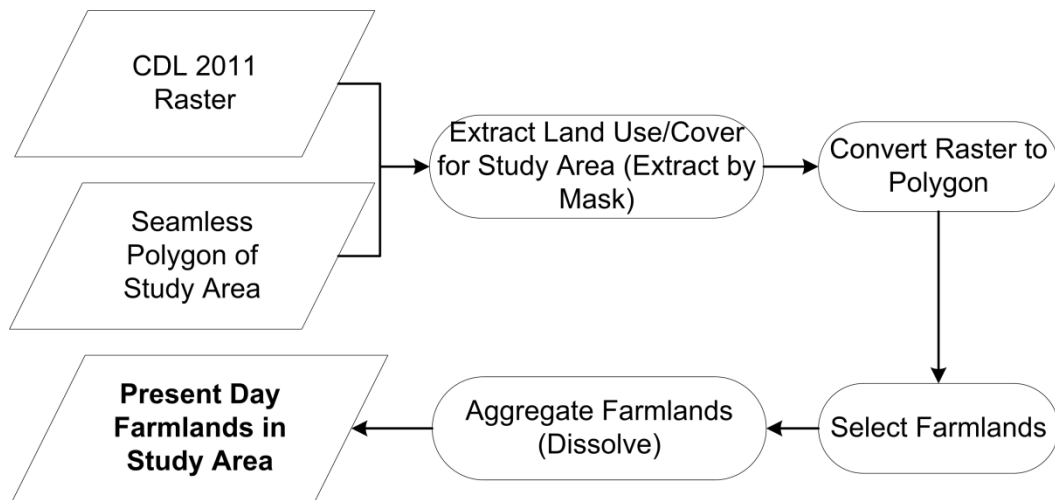 CDL 2011
Raster
Seamless
Polygon of
Study Area
Extract Land Use/Cover
for Study Area (Extract by
Mask)
Convert Raster to
Polygon
Select Farmlands
Aggregate Farmlands
(Dissolve)
Present Day
Farmlands in
Study Area